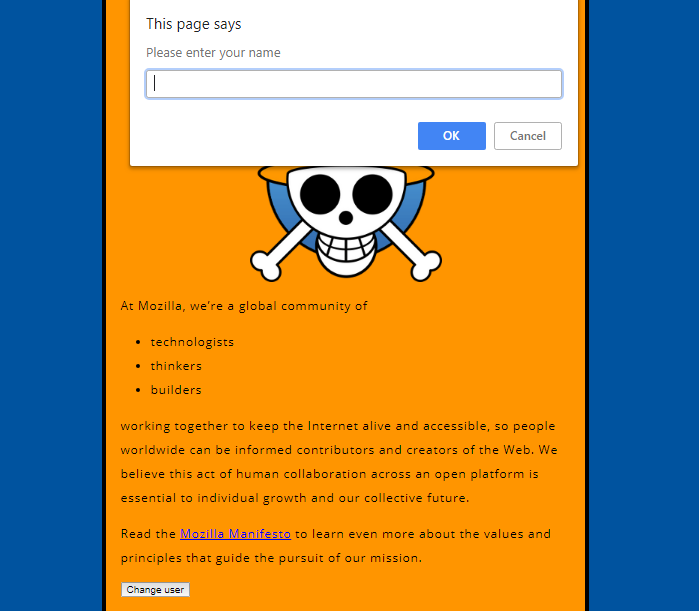 This page says
Please enter your name
OK
Cancel
At Mozilla, we’re a global community of
• technologists
• thinkers
• builders
working together to keep the Internet alive and accessible, so people
worldwide can be informed contributors and creators of the Web. We
believe this act of human collaboration across an open platform is
essential to individual growth and our collective future.
Read the Mozilla Manifesto to learn even more about the values and
principles that guide the pursuit of our mission.
Change user